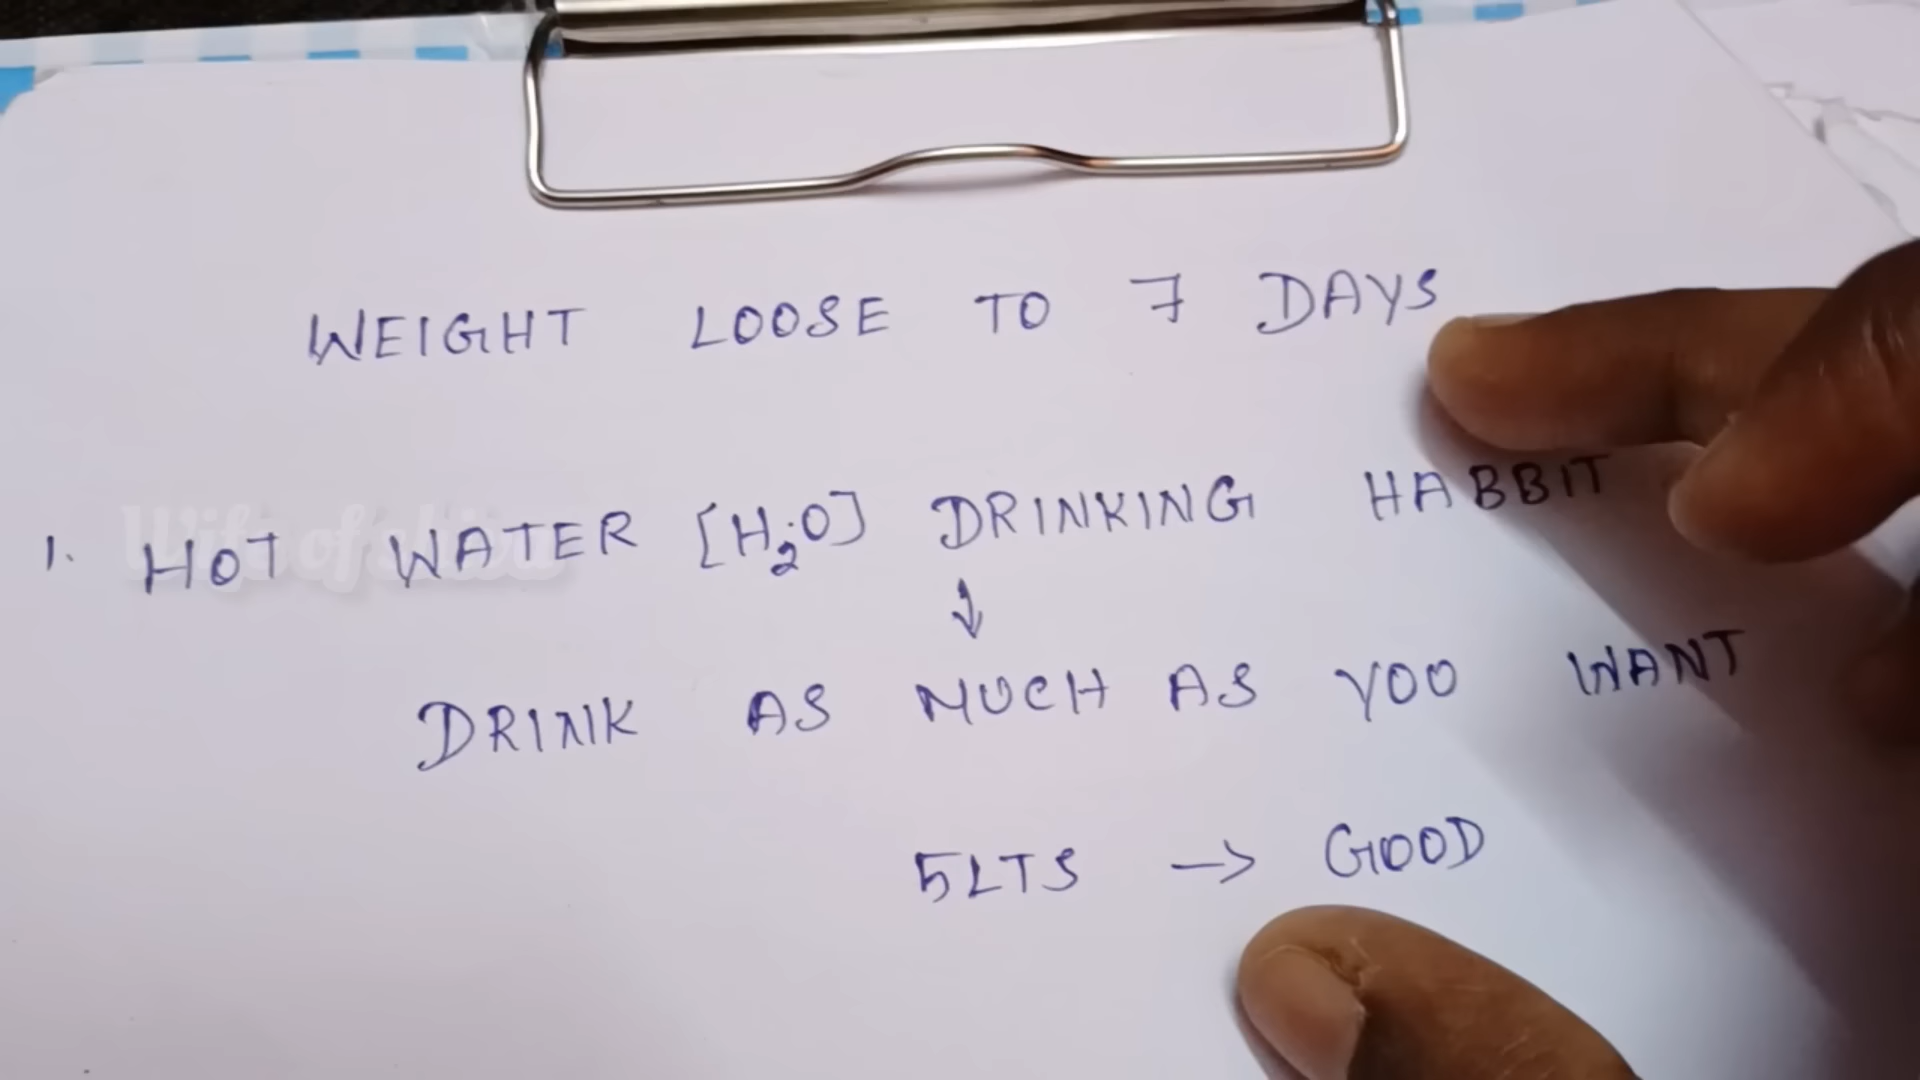 WEIGHT LOOSE TO 7 DAYS
1. HOT WATER [H2O] DRINKING HABBIT
↓
DRINK AS MUCH AS YOO WANT
5LTS → GOOD